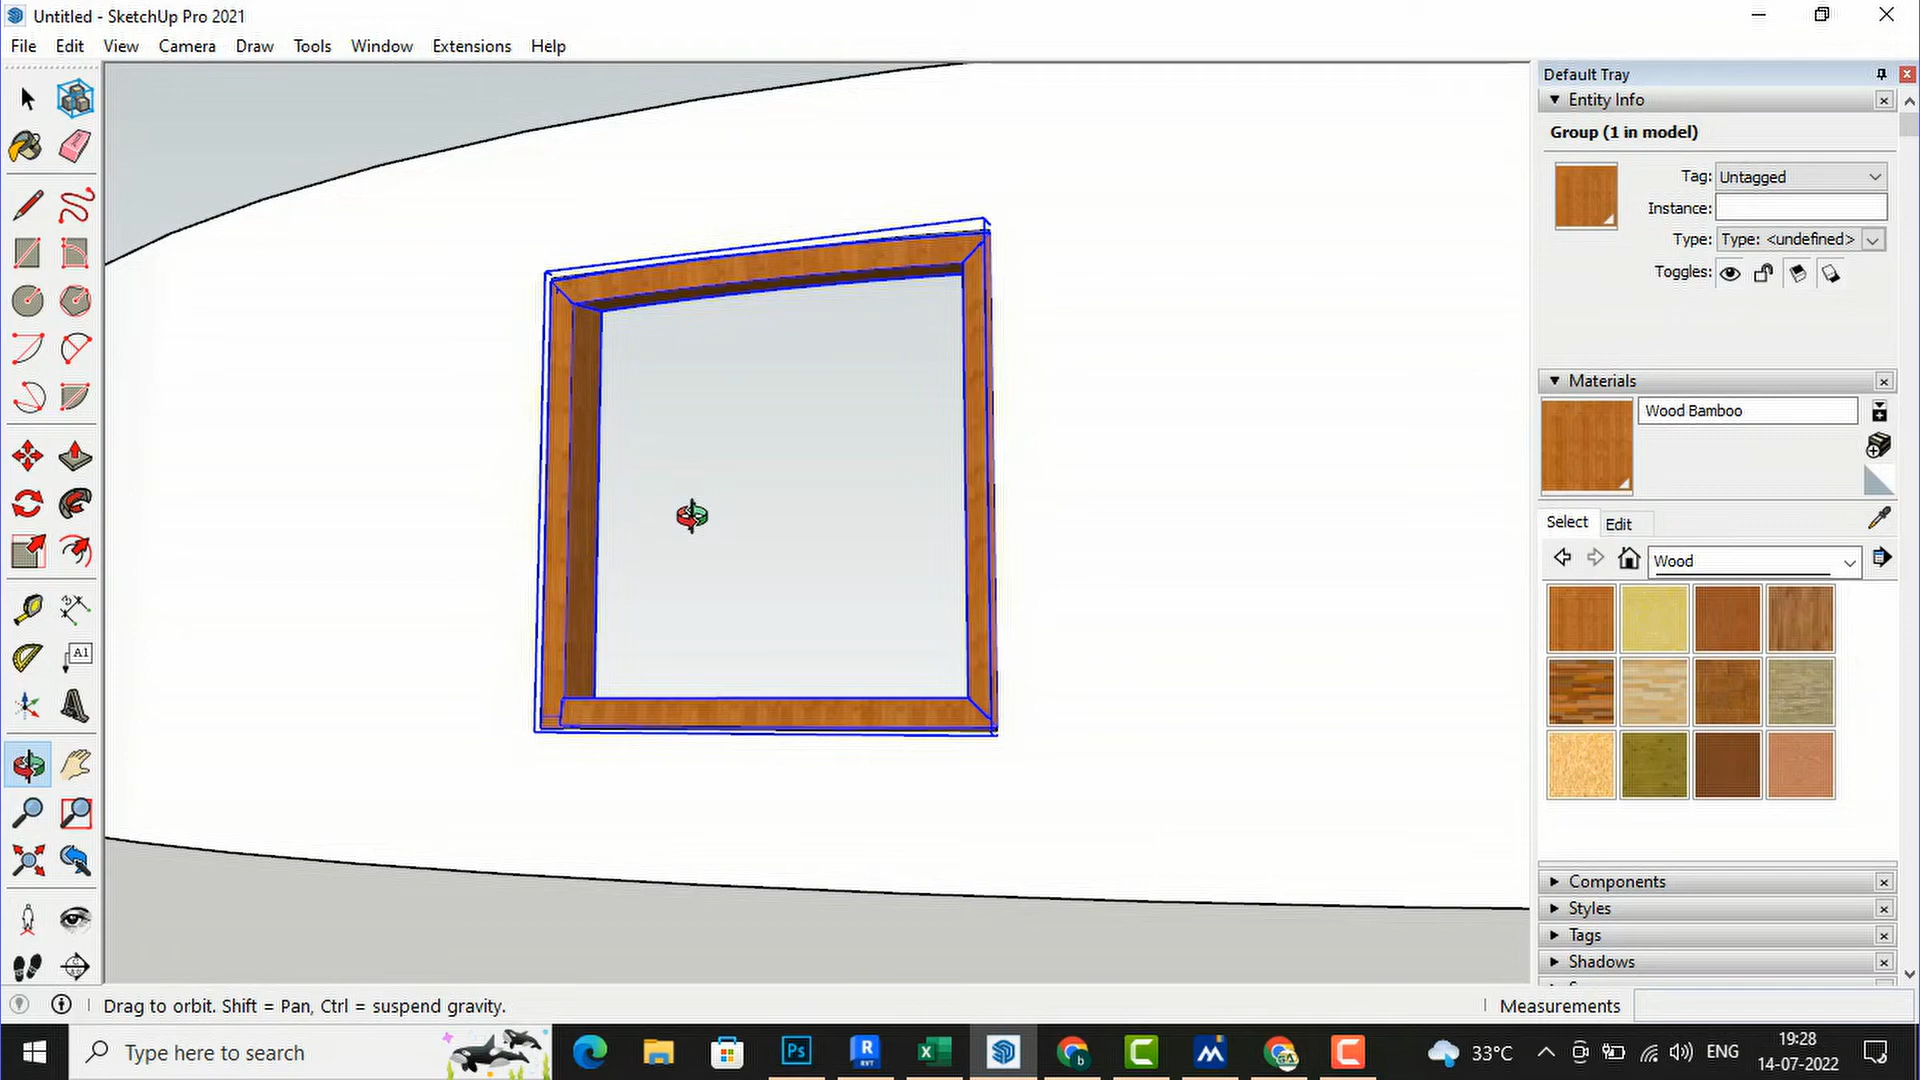 Untitled - SketchUp Pro 2021
File Edit View Camera Draw Tools Window Extensions Help
Default Tray
Entity Info
Group (1 in model)
Tag: Untagged
Instance:
Type: Type: <undefined>
Toggles:
Materials
Wood Bamboo
Select Edit
Wood
A1
Components
Styles
Tags
Shadows
Drag to orbit. Shift = Pan, Ctrl = suspend gravity.
Measurements
Type here to search
Ps
R
RVT
b
33°C
ENG
19:28
14-07-2022